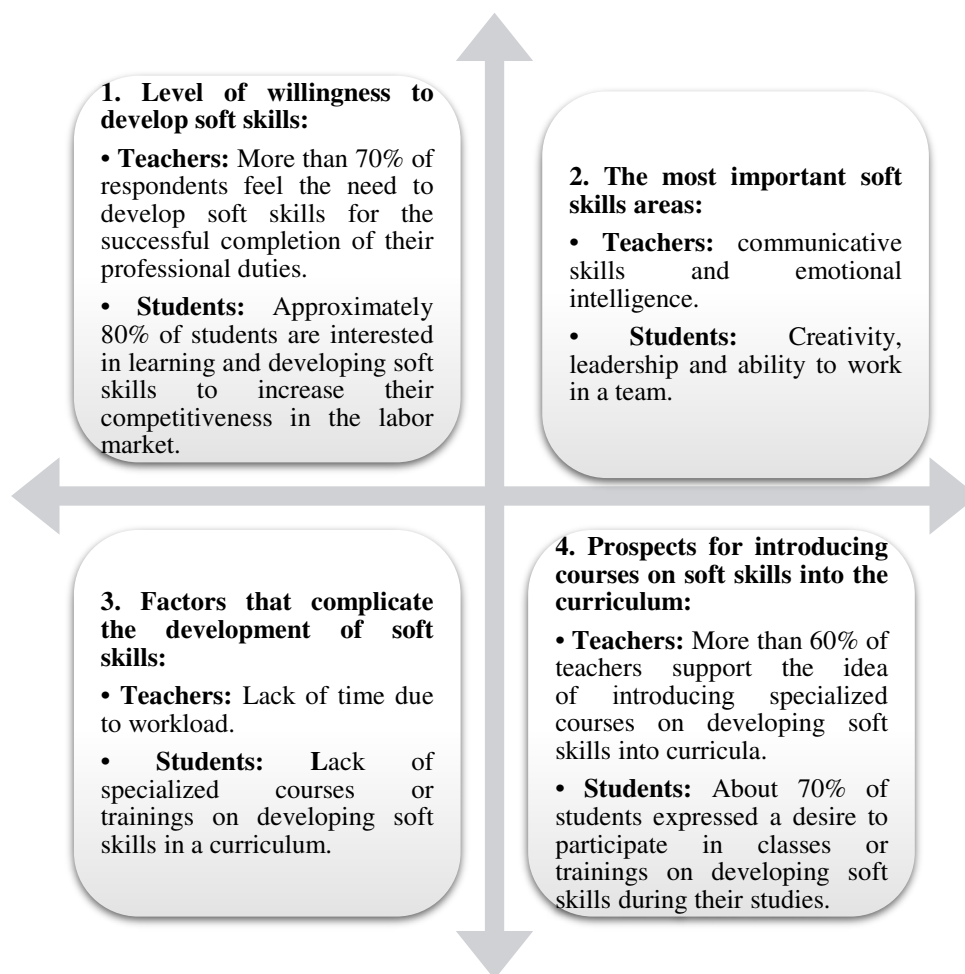 1. Level of willingness to
develop soft skills:
• Teachers: More than 70% of
respondents feel the need to
develop soft skills for the
successful completion of their
professional duties.
• Students: Approximately
80% of students are interested
in learning and developing soft
skills to increase their
competitiveness in the labor
market.
2. The most important soft
skills areas:
• Teachers: communicative
skills and emotional
intelligence.
• Students: Creativity,
leadership and ability to work
in a team.
3. Factors that complicate
the development of soft
skills:
• Teachers: Lack of time due
to workload.
• Students: Lack of
specialized courses or
trainings on developing soft
skills in a curriculum.
4. Prospects for introducing
courses on soft skills into the
curriculum:
• Teachers: More than 60% of
teachers support the idea
of introducing specialized
courses on developing soft
skills into curricula.
• Students: About 70% of
students expressed a desire to
participate in classes or
trainings on developing soft
skills during their studies.